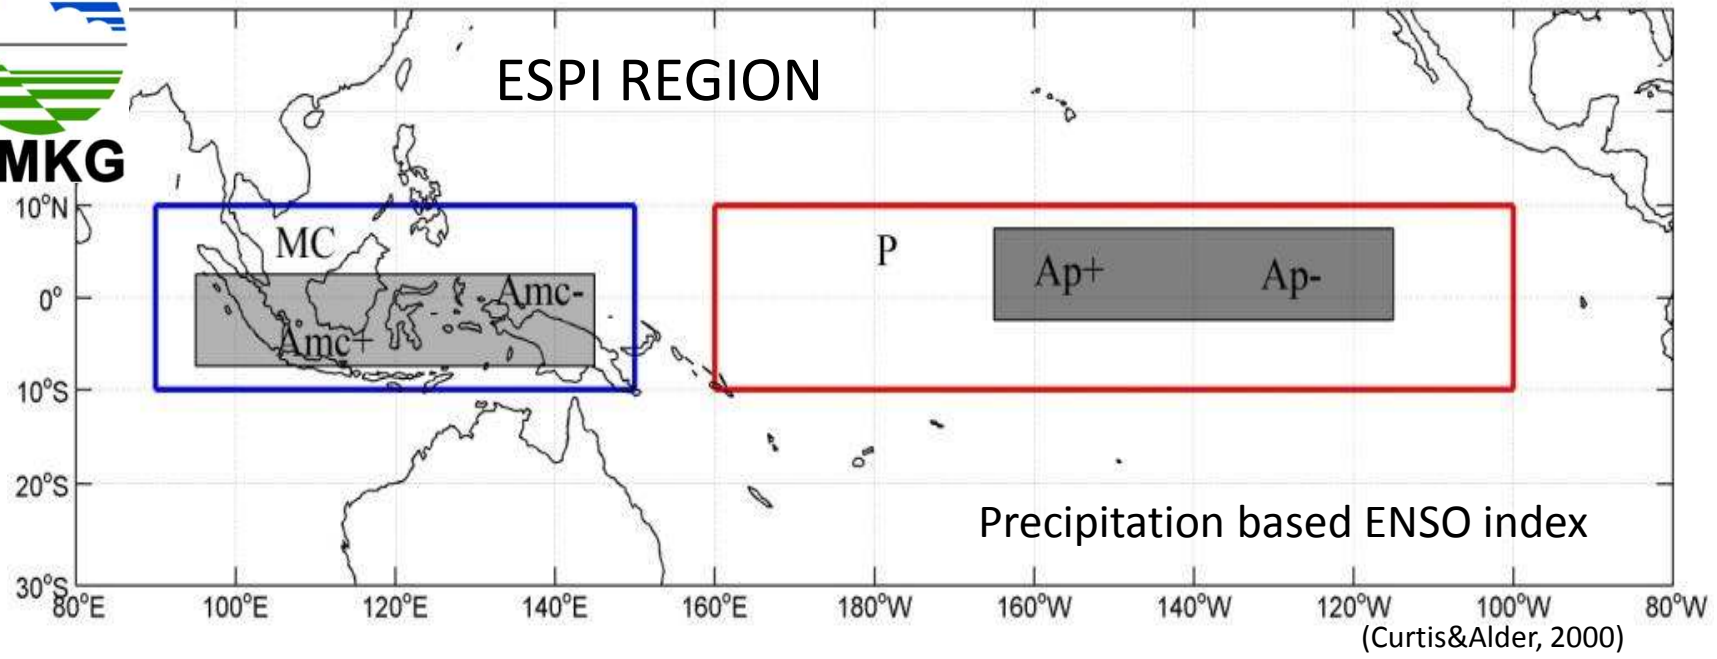 ESPI REGION
MKG
10°N
MC
P
Ap+
Ap-
0°
Amc-
Amc+
10°S
20°S
Precipitation based ENSO index
30°S
80°E
100°E
120°E
140°E
160°E
180°W
160°W
140°W
120°W
100°W
80°W
(Curtis&Alder, 2000)